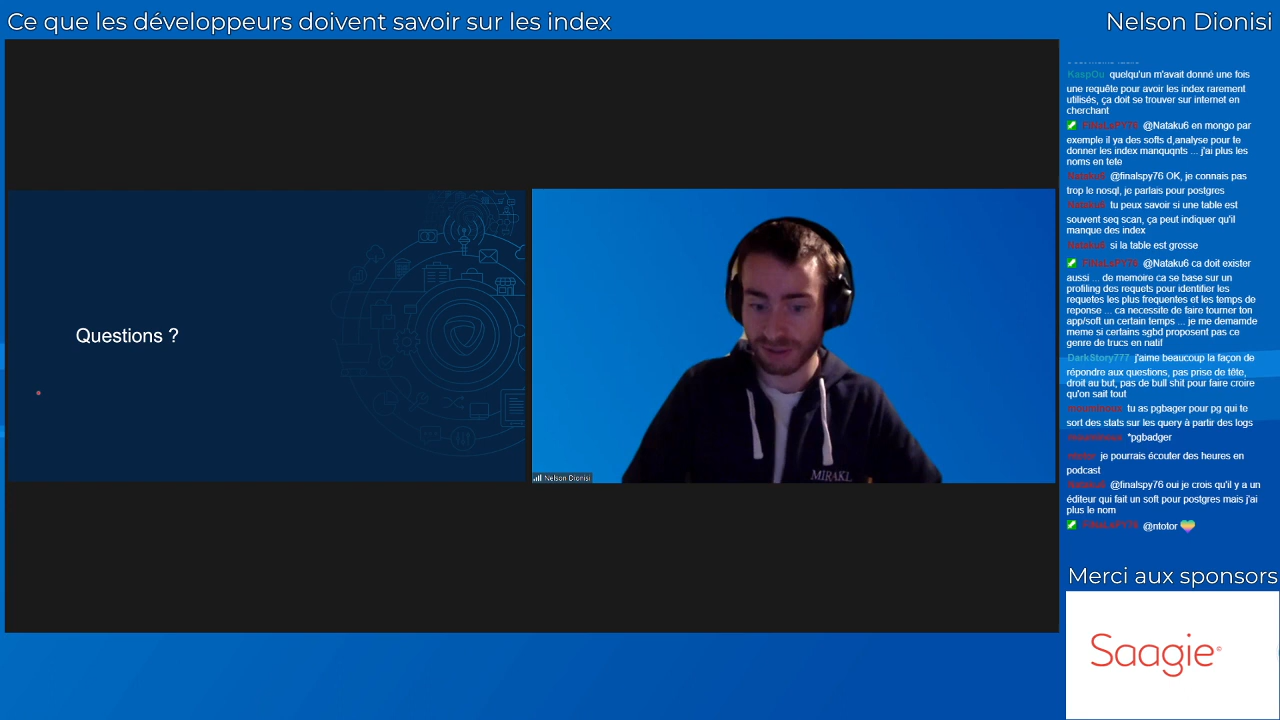 Ce que les développeurs doivent savoir sur les index
Nelson Dionisi
KaspOu quelqu'un m'avait donné une fois
une requête pour avoir les index rarement
utilisés, ça doit se trouver sur internet en
cherchant
@Nataku6 en mongo par
exemple il ya des softs d,analyse pour te
donner les index manquqnts ... j'ai plus les
noms en tete
Nataku6 @finalspy76 OK, je connais pas
trop le nosql, je parlais pour postgres
Nataku6 tu peux savoir si une table est
souvent seq scan, ça peut indiquer qu'il
manque des index
Nataku6 si la table est grosse
@Nataku6 ca doit exister
aussi ... de memoire ca se base sur un
profiling des requets pour identifier les
requetes les plus frequentes et les temps de
reponse ... ca necessite de faire tourner ton
app/soft un certain temps ... je me demamde
meme si certains sgbd proposent pas ce
genre de trucs en natif
DarkStory777 j'aime beaucoup la façon de
répondre aux questions, pas prise de tête,
droit au but, pas de bull shit pour faire croire
qu'on sait tout
tu as pgbager pour pg qui te
sort des stats sur les query à partir des logs
*pgbadger
je pourrais écouter des heures en
podcast
Nataku6 @finalspy76 oui je crois qu'il y a un
éditeur qui fait un soft pour postgres mais j'ai
plus le nom
@ntotor
Questions ?
MIRAKL
Nelson Dionisi
Merci aux sponsors
Saagie